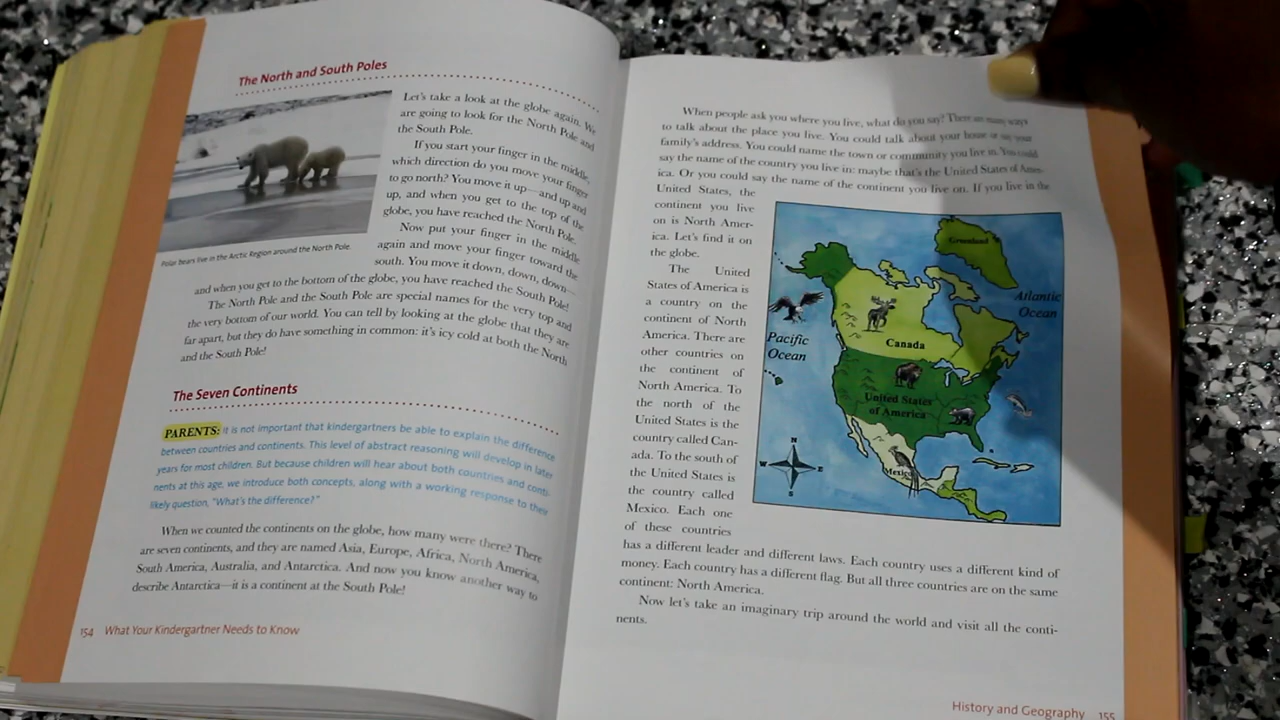 The North and South Poles
Let's take a look at the globe again. We
are going to look for the North Pole and
the South Pole.
If you start your finger in the middle,
which direction do you move your finger
to go north? You move it up—and up and
up, and when you get to the top of the
globe, you have reached the North Pole.
Now put your finger in the middle
again and move your finger toward the
south. You move it down, down, down—
Polar bears live in the Arctic Region around the North Pole.
and when you get to the bottom of the globe, you have reached the South Pole!
The North Pole and the South Pole are special names for the very top and
the very bottom of our world. You can tell by looking at the globe that they are
far apart, but they do have something in common: it's icy cold at both the North
and the South Pole!
The Seven Continents
PARENTS: It is not important that kindergartners be able to explain the difference
between countries and continents. This level of abstract reasoning will develop in later
years for most children. But because children will hear about both countries and conti-
nents at this age, we introduce both concepts, along with a working response to their
likely question, "What's the difference?"
When we counted the continents on the globe, how many were there? There
are seven continents, and they are named Asia, Europe, Africa, North America,
South America, Australia, and Antarctica. And now you know another way to
describe Antarctica—it is a continent at the South Pole!
154 What Your Kindergartner Needs to Know
When people ask you where you live, what do you say? There are many ways
to talk about the place you live. You could talk about your house or say your
family's address. You could name the town or community you live in. You could
say the name of the country you live in: maybe that's the United States of Amer-
ica. Or you could say the name of the continent you live on. If you live in the
United States, the
continent you live
on is North Amer-
ica. Let's find it on
the globe.
The United
States of America is
a country on the
continent of North
America. There are
other countries on
the continent of
North America. To
the north of the
United States is the
country called Can-
ada. To the south of
the United States is
the country called
Mexico. Each one
of these countries
has a different leader and different laws. Each country uses a different kind of
money. Each country has a different flag. But all three countries are on the same
continent: North America.
Now let's take an imaginary trip around the world and visit all the conti-
nents.
Greenland
Atlantic
Ocean
Pacific
Ocean
Canada
United States
of America
Mexico
N
W E
S
History and Geography 155